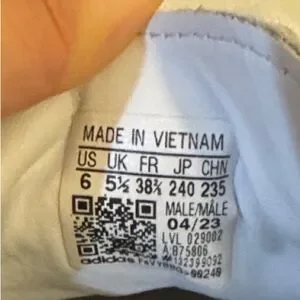 MADE IN VIETNAM
US UK FR JP CHN
6 5½ 38⅔ 240 235
MALE/MÂLE
04/23
LVL 029002
adidas